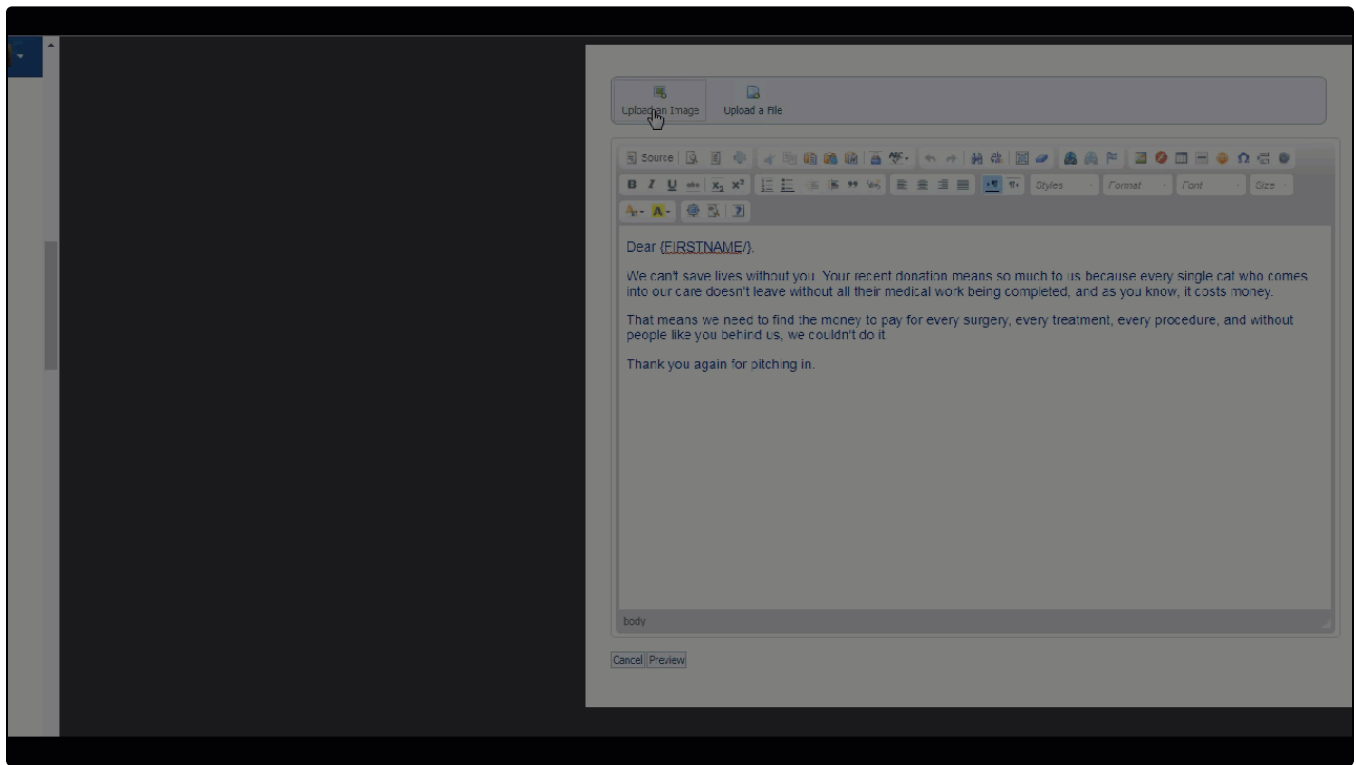 Upload an Image Upload a File
Source
B I U abc X2 X2 Styles Format Font Size
A A
Dear {FIRSTNAME/}.
We can't save lives without you. Your recent donation means so much to us because every single cat who comes
into our care doesn't leave without all their medical work being completed, and as you know, it costs money.
That means we need to find the money to pay for every surgery, every treatment, every procedure, and without
people like you behind us, we couldn't do it
Thank you again for pitching in.
body
Cancel Preview